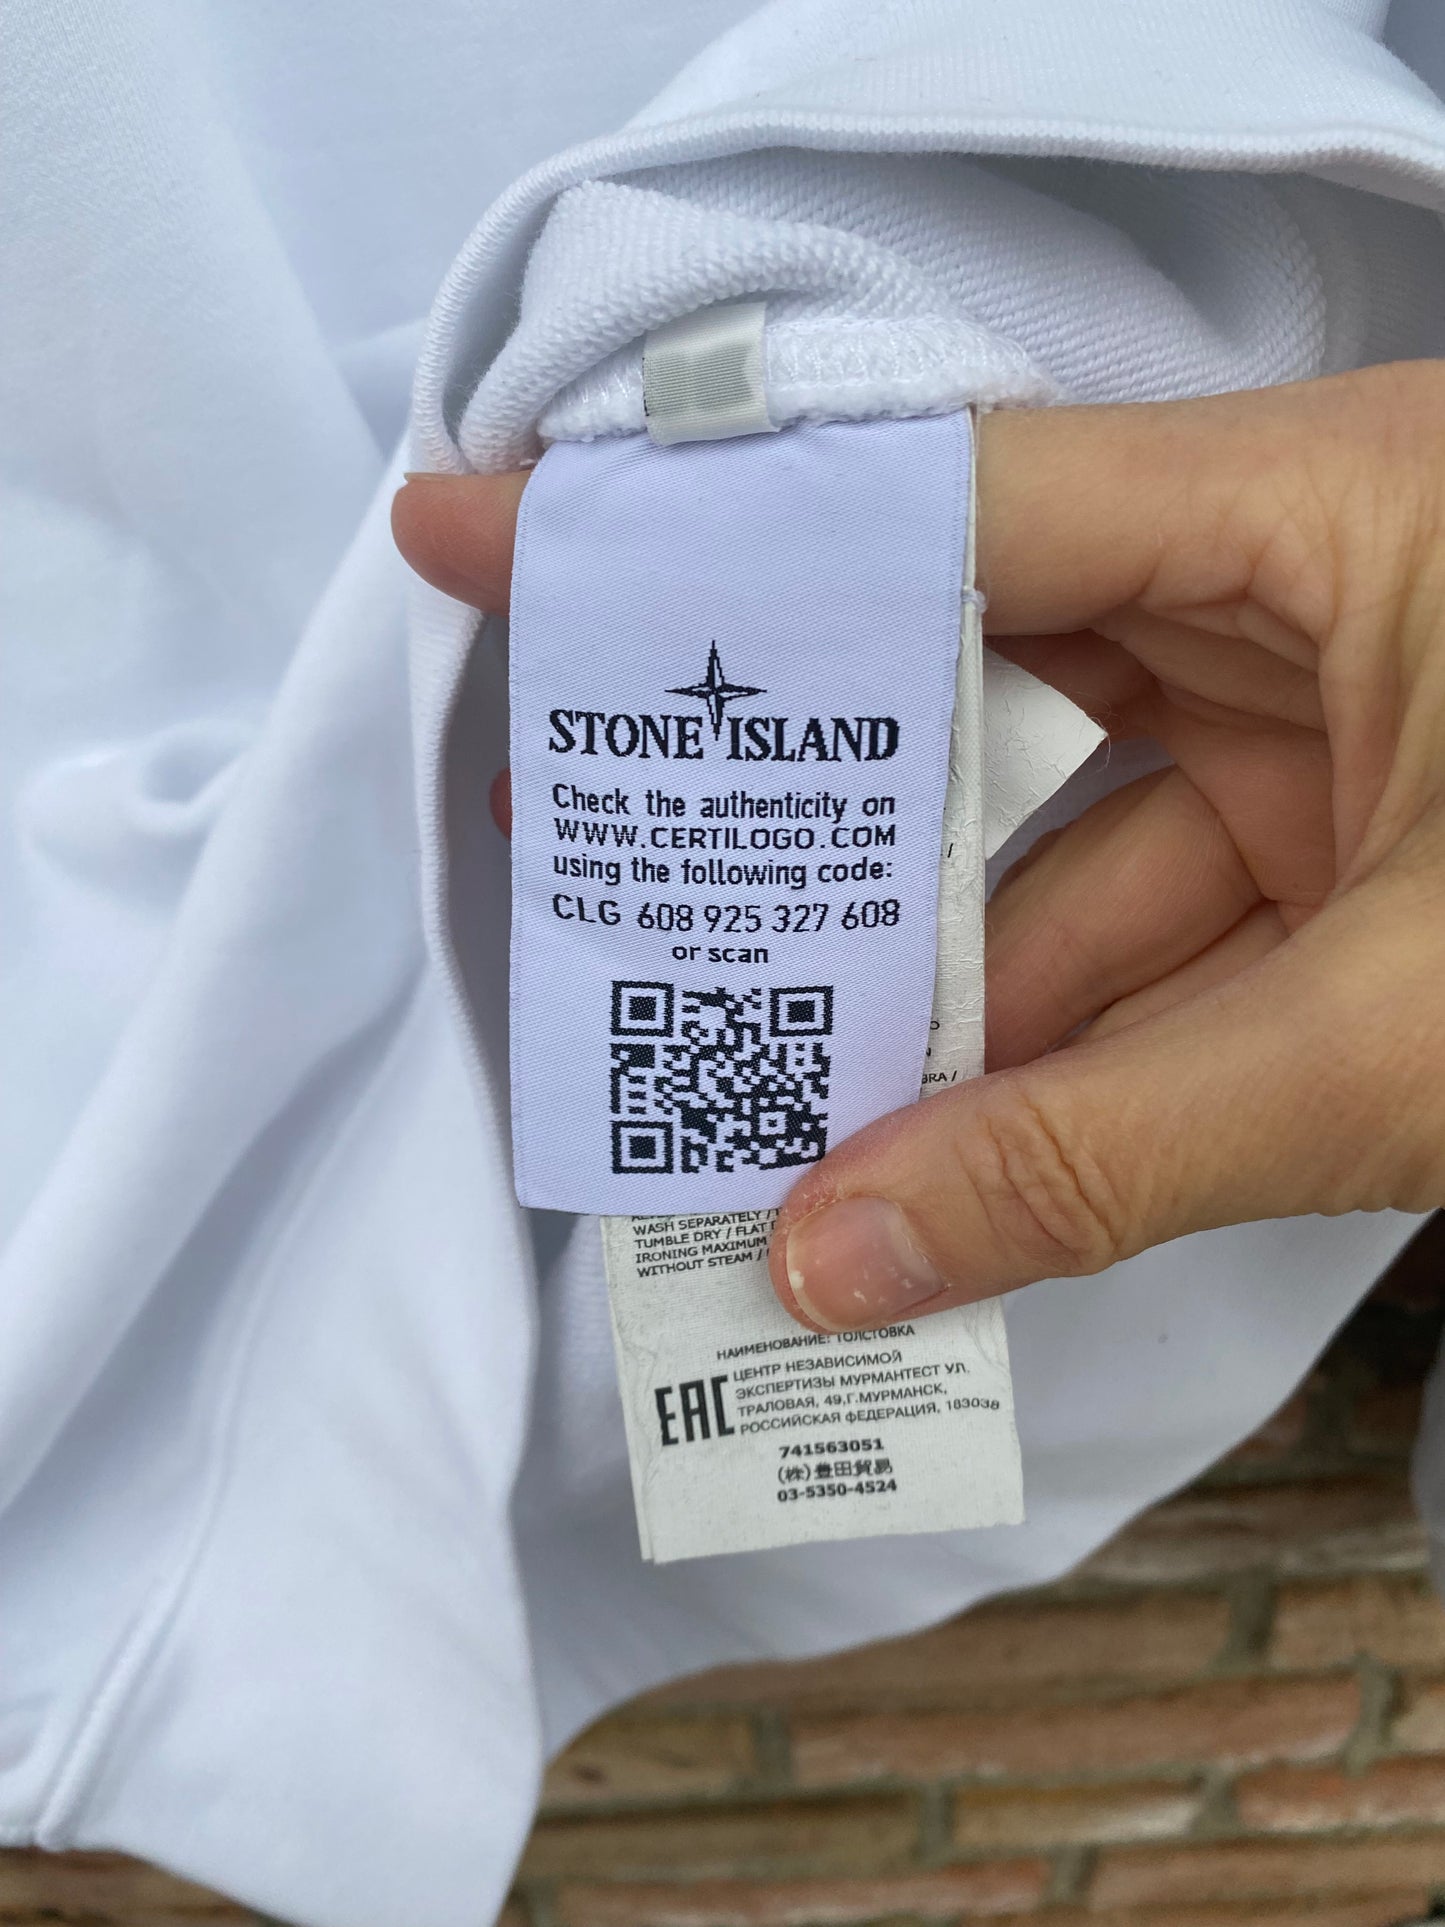 STONE ISLAND
Check the authenticity on
WWW.CERTILOGO.COM
using the following code:
CLG 608 925 327 608
or scan
/
BRA /
WASH SEPARATELY /
TUMBLE DRY / FLAT
IRONING MAXIMUM
WITHOUT STEAM /
НАИМЕНОВАНИЕ: ТОЛСТОВКА
EAC
ЦЕНТР НЕЗАВИСИМОЙ
ЭКСПЕРТИЗЫ МУРМАНТЕСТ УЛ.
ТРАЛОВАЯ, 49,Г.МУРМАНСК,
РОССИЙСКАЯ ФЕДЕРАЦИЯ, 183038
741563051
(株)豊田貿易
03-5350-4524